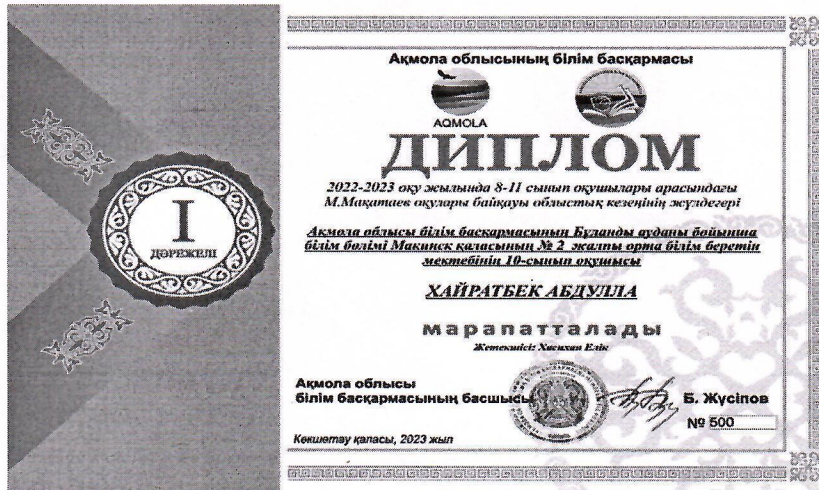 Ақмола облысының білім басқармасы
AQMOLA
ДИПЛОМ
2022-2023 оқу жылында 8-11 сынып оқушылары арасындағы
М.Мақатаев оқулары байқауы облыстық кезеңінің жүлдегері
Ақмола облысы білім басқармасының Бұланды ауданы бойынша
білім бөлімі Макинск қаласының № 2 жалпы орта білім беретін
мектебінің 10-сынып оқушысы
ХАЙРАТБЕК АБДУЛЛА
марапатталады
Жетекшісі: Хасихан Елік
Ақмола облысы
білім басқармасының басшысы
Б. Жүсіпов
№ 500
Көкшетау қаласы, 2023 жыл
I
ДӘРЕЖЕЛІ